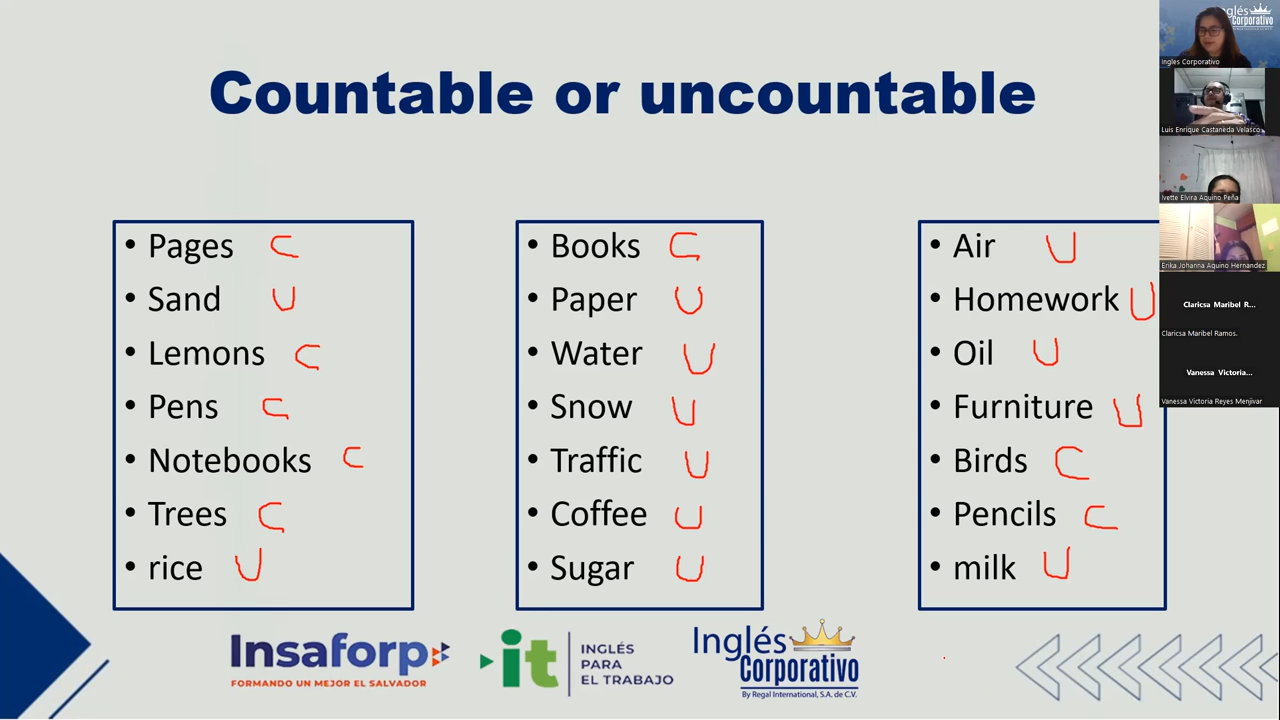 Countable or uncountable
• Pages C
• Sand U
• Lemons C
• Pens C
• Notebooks C
• Trees C
• rice U
• Books C
• Paper U
• Water U
• Snow U
• Traffic U
• Coffee U
• Sugar U
• Air U
• Homework U
• Oil U
• Furniture U
• Birds C
• Pencils C
• milk U
Insaforp
FORMANDO UN MEJOR EL SALVADOR
it
INGLÉS
PARA
EL TRABAJO
Inglés
Corporativo
By Regal International, S.A. de C.V.
Inglés
Corporativo
Ingles Corporativo
Luis Enrique Castaneda Velasco
Ivette Elvira Aquino Peña
Erika Johanna Aquino Hernandez
Claricsa Maribel R...
Claricsa Maribel Ramos.
Vanessa Victoria...
Vanessa Victoria Reyes Menjivar